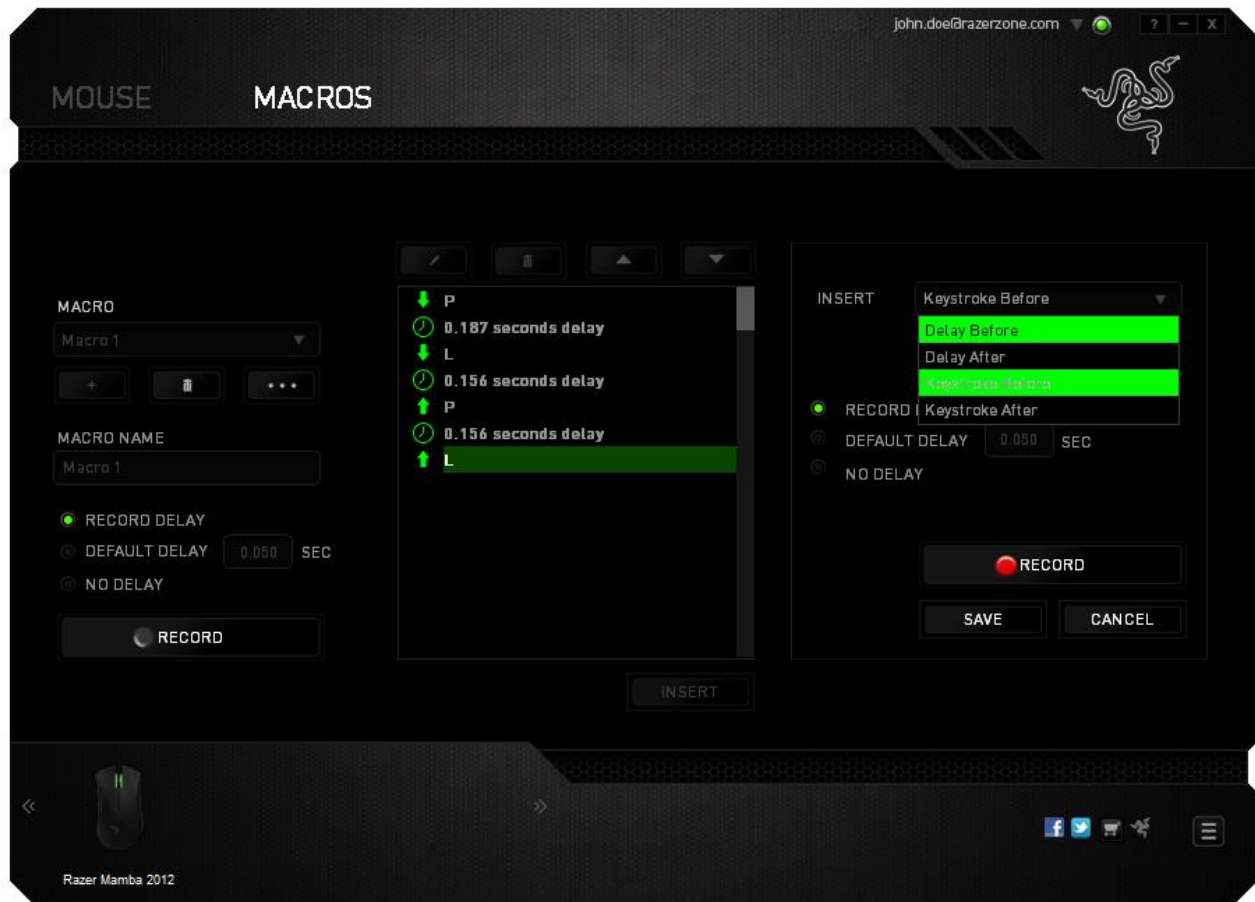 john.doe@razerzone.com
? – X
MOUSE
MACROS
MACRO
Macro 1
+
MACRO NAME
Macro 1
RECORD DELAY
DEFAULT DELAY 0.050 SEC
NO DELAY
RECORD
P
0.187 seconds delay
L
0.156 seconds delay
P
0.156 seconds delay
L
INSERT
INSERT Keystroke Before
Delay Before
Delay After
Keystroke Before
Keystroke After
RECORD
DEFAULT DELAY 0.050 SEC
NO DELAY
RECORD
SAVE CANCEL
Razer Mamba 2012